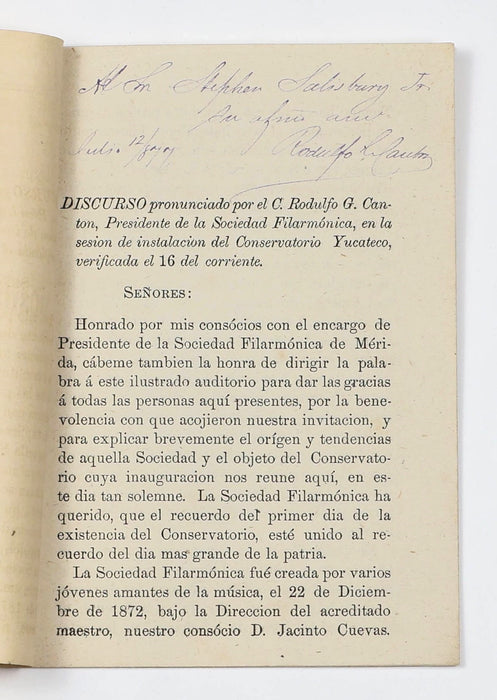 Al Sr Stephen Salisbury Jr.
Su afmo amº
Rodulfo G. Canton
DISCURSO pronunciado por el C. Rodulfo G. Can-
ton, Presidente de la Sociedad Filarmónica, en la
sesion de instalacion del Conservatorio Yucateco,
verificada el 16 del corriente.
SEÑORES:
Honrado por mis consócios con el encargo de
Presidente de la Sociedad Filarmónica de Méri-
da, cábeme tambien la honra de dirigir la pala-
bra á este ilustrado auditorio para dar las gracias
á todas las personas aquí presentes, por la bene-
volencia con que acojieron nuestra invitacion, y
para explicar brevemente el orígen y tendencias
de aquella Sociedad y el objeto del Conservato-
rio cuya inauguracion nos reune aquí, en es-
te dia tan solemne. La Sociedad Filarmónica ha
querido, que el recuerdo del primer dia de la
existencia del Conservatorio, esté unido al re-
cuerdo del dia mas grande de la patria.
La Sociedad Filarmónica fué creada por varios
jóvenes amantes de la música, el 22 de Diciem-
bre de 1872, bajo la Direccion del acreditado
maestro, nuestro consócio D. Jacinto Cuevas.